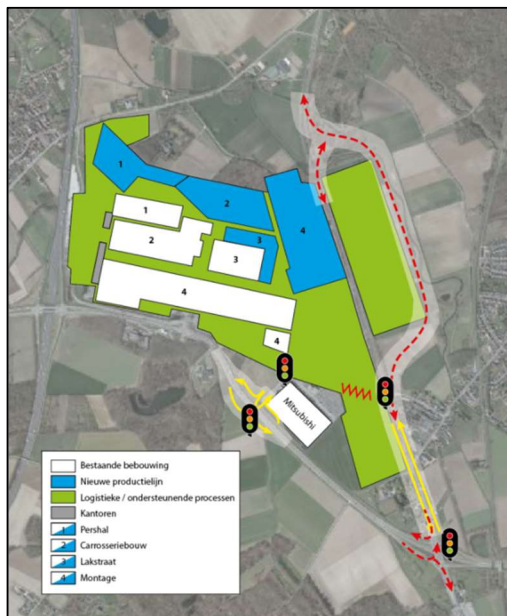 1
2
1
2
3
3
4
4
4
Mitsubishi
Bestaande bebouwing
Nieuwe productielijn
Logistieke / ondersteunende processen
Kantoren
1 Pershal
2 Carrosseriebouw
3 Lakstraat
4 Montage